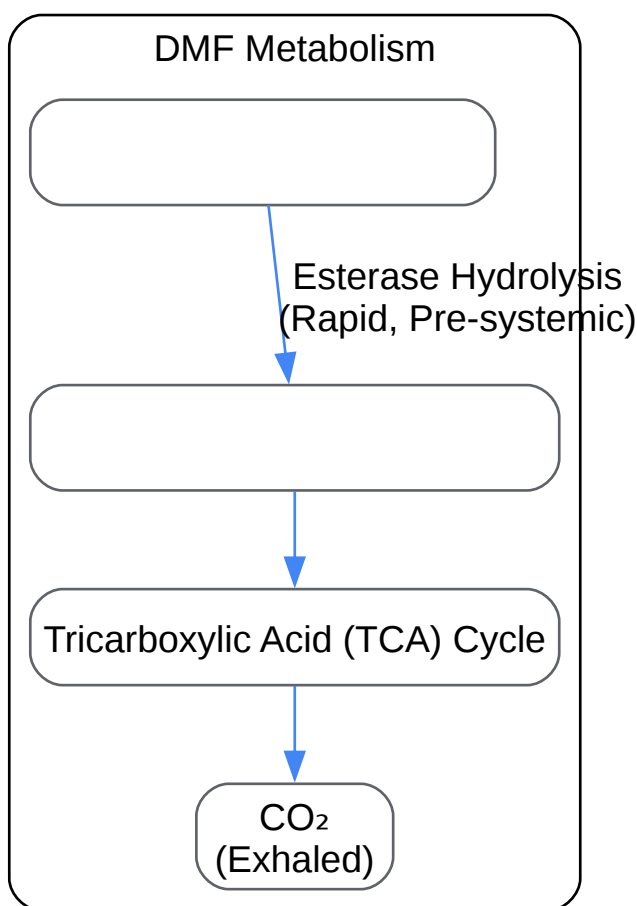 DMF Metabolism
Esterase Hydrolysis
(Rapid, Pre-systemic)
Tricarboxylic Acid (TCA) Cycle
CO₂
(Exhaled)